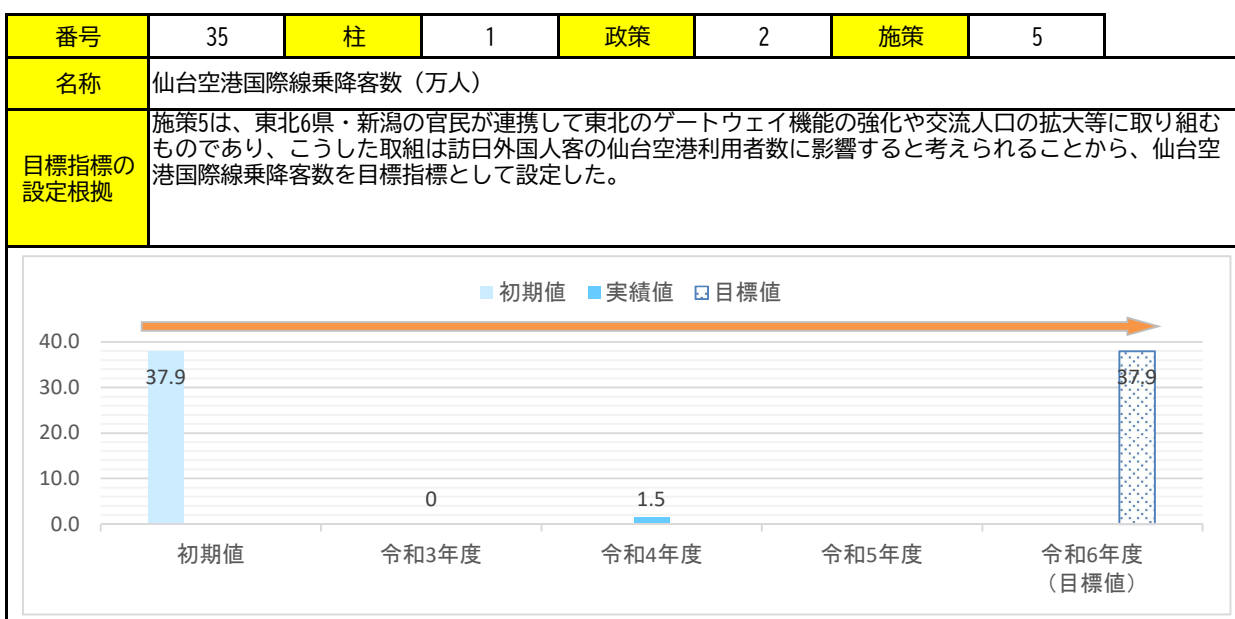 番号 35 柱 1 政策 2 施策 5
名称 仙台空港国際線乗降客数（万人）
目標指標の
設定根拠
施策5は、東北6県・新潟の官民が連携して東北のゲートウェイ機能の強化や交流人口の拡大等に取り組む
ものであり、こうした取組は訪日外国人客の仙台空港利用者数に影響すると考えられることから、仙台空
港国際線乗降客数を目標指標として設定した。
初期値 実績値 目標値
40.0
30.0
20.0
10.0
0.0
37.9
0
1.5
37.9
初期値 令和3年度 令和4年度 令和5年度 令和6年度
（目標値）